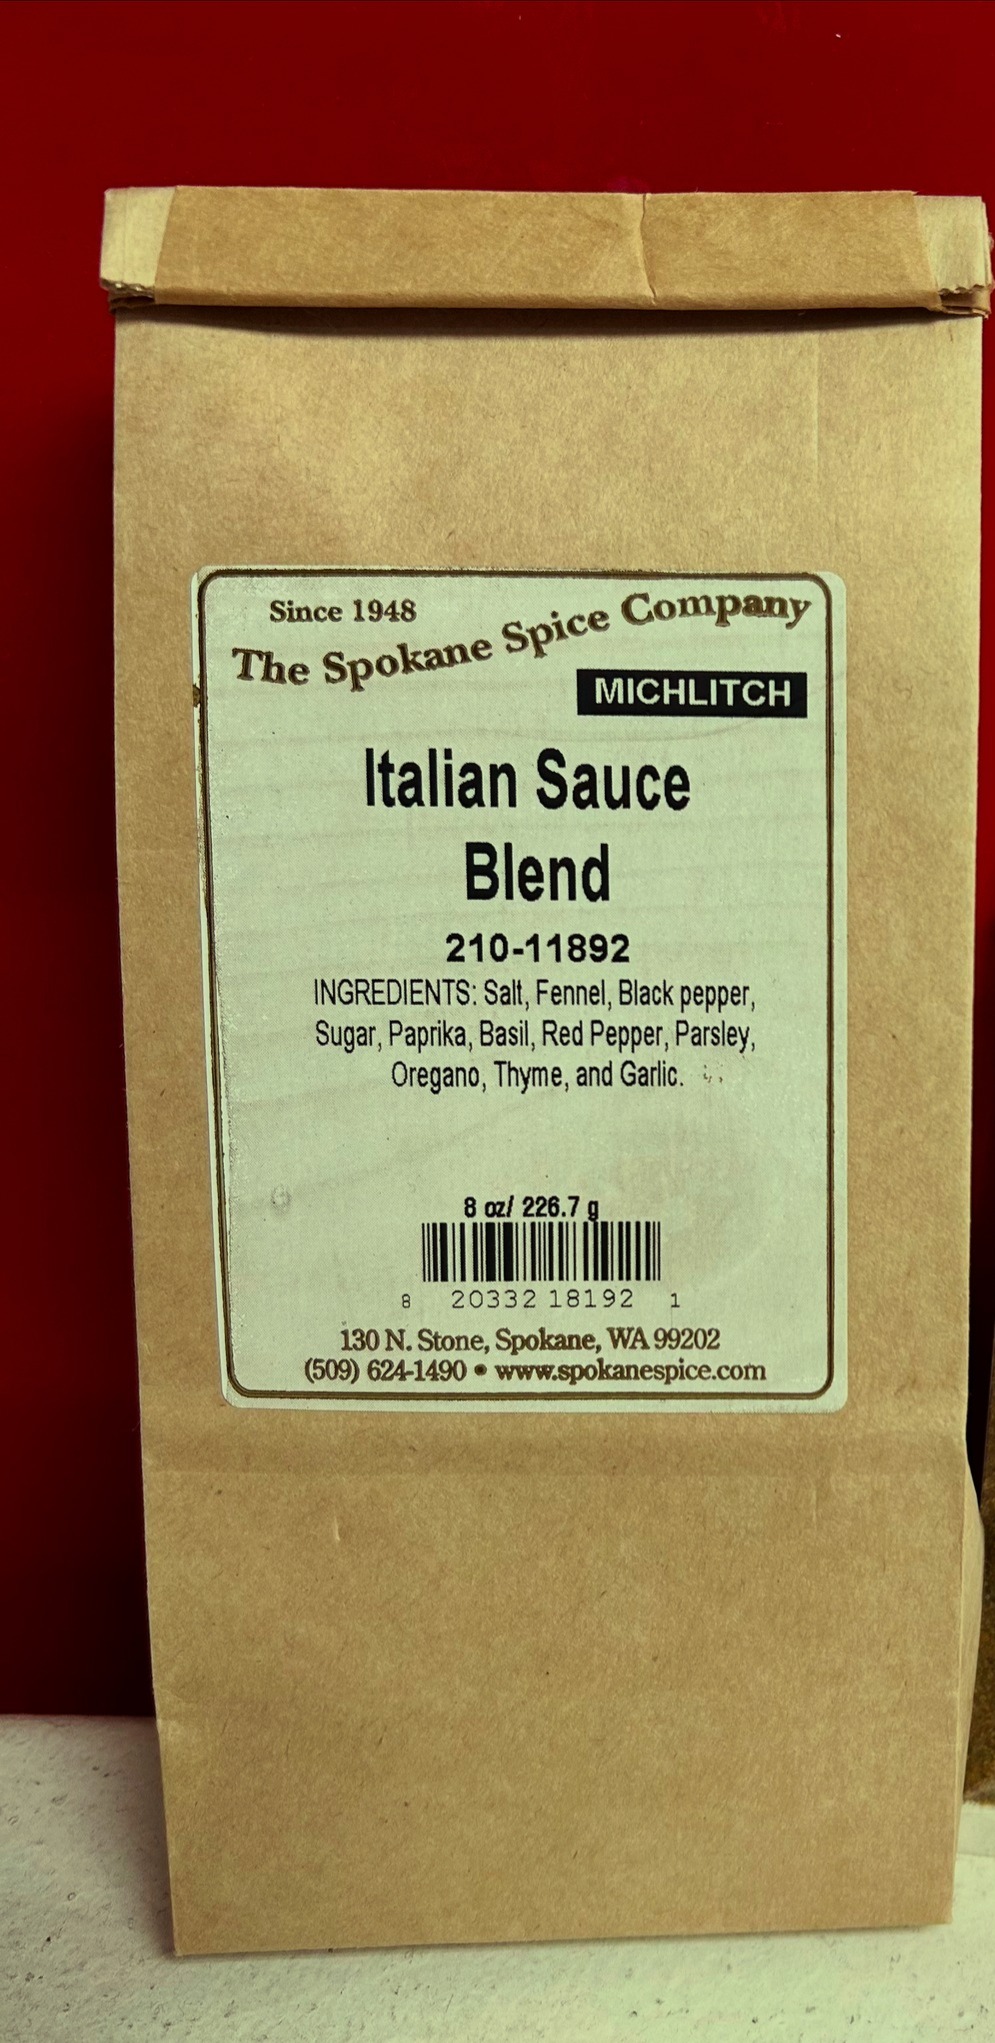 Since 1948
The Spokane Spice Company
MICHLITCH
Italian Sauce
Blend
210-11892
INGREDIENTS: Salt, Fennel, Black pepper,
Sugar, Paprika, Basil, Red Pepper, Parsley,
Oregano, Thyme, and Garlic.
8 oz/ 226.7 g
8 20332 18192 1
130 N. Stone, Spokane, WA 99202
(509) 624-1490 • www.spokanespice.com